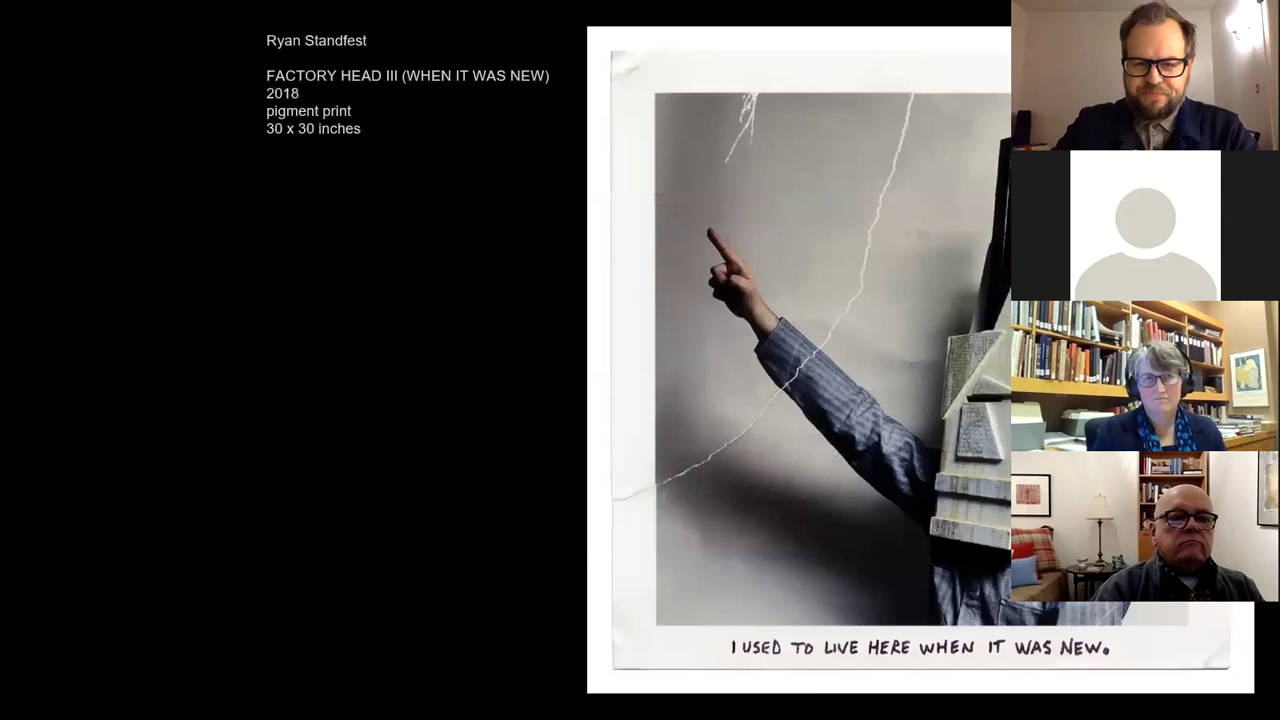 Ryan Standfest
FACTORY HEAD III (WHEN IT WAS NEW)
2018
pigment print
30 x 30 inches
I USED TO LIVE HERE WHEN IT WAS NEW.